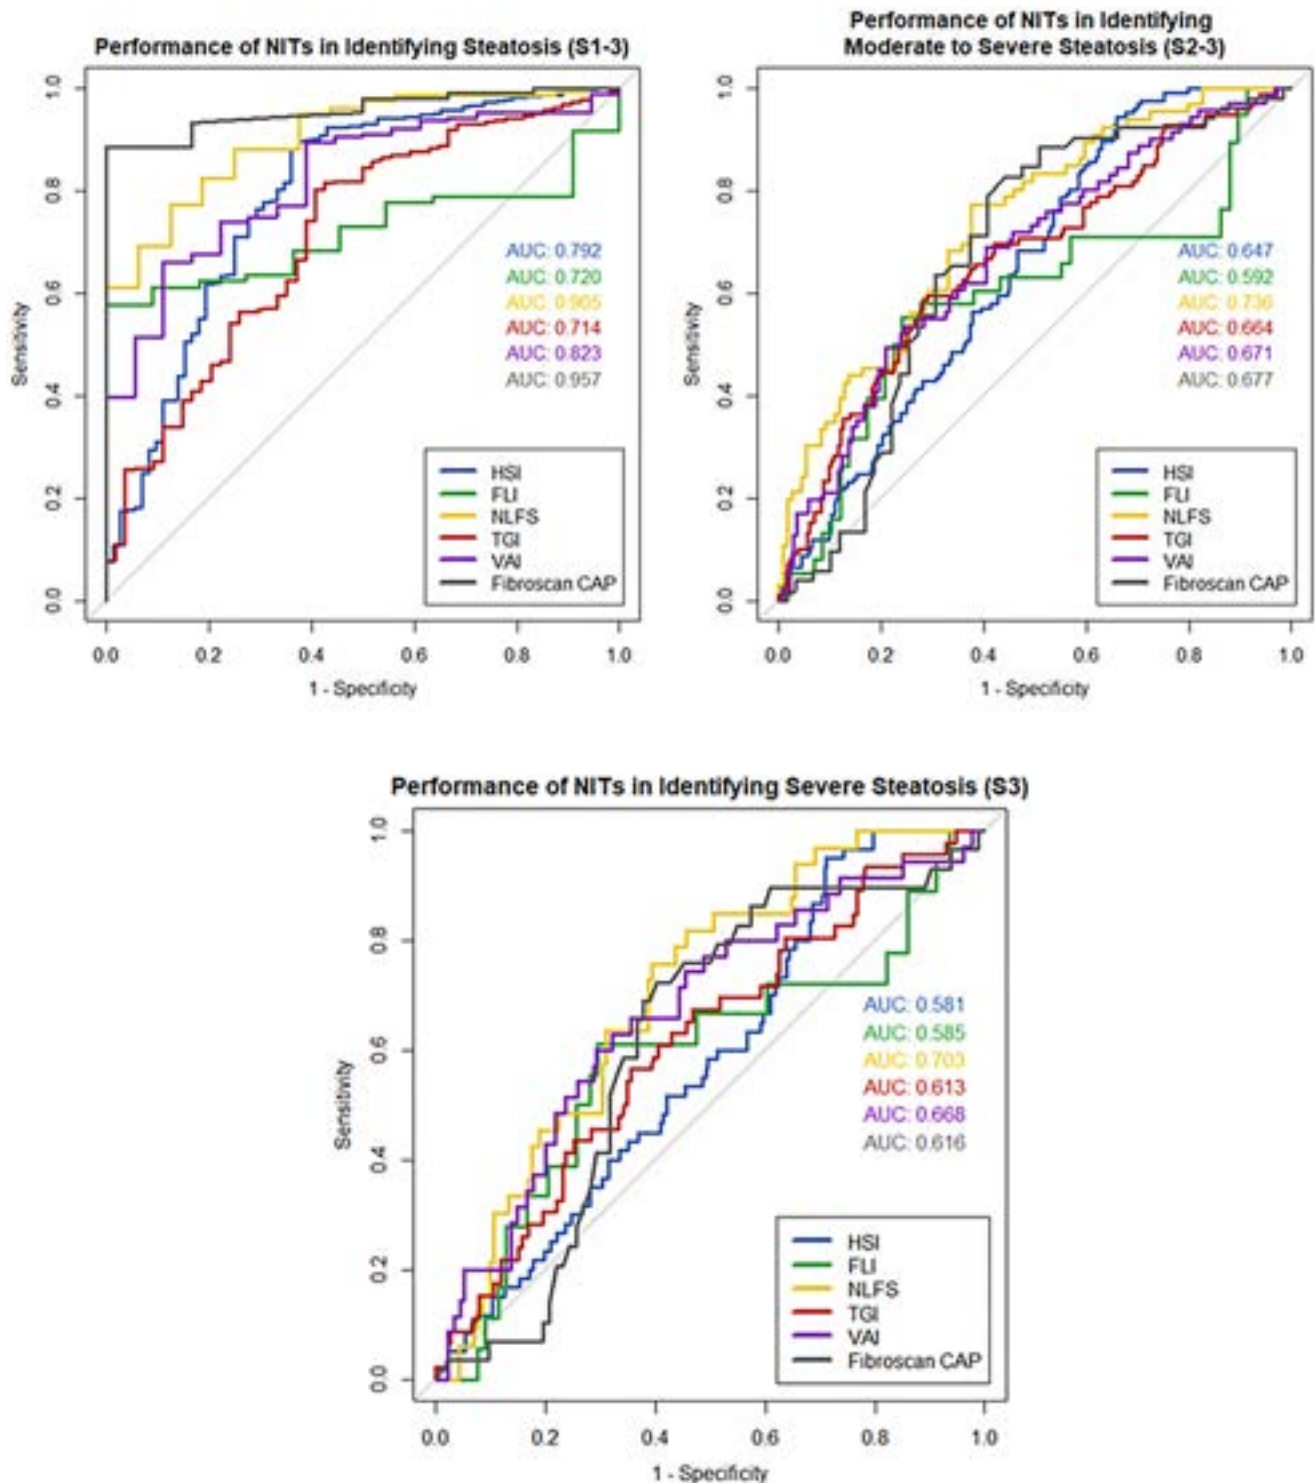 Performance of NITs in Identifying Steatosis (S1-3)
Sensitivity
0.0
0.2
0.4
0.6
0.8
1.0
AUC: 0.792
AUC: 0.720
AUC: 0.905
AUC: 0.714
AUC: 0.823
AUC: 0.957
HSI
FLI
NLFS
TGI
VAI
Fibroscan CAP
0.0 0.2 0.4 0.6 0.8 1.0
1 - Specificity
Performance of NITs in Identifying
Moderate to Severe Steatosis (S2-3)
Sensitivity
0.0
0.2
0.4
0.6
0.8
1.0
AUC: 0.647
AUC: 0.592
AUC: 0.736
AUC: 0.664
AUC: 0.671
AUC: 0.677
HSI
FLI
NLFS
TGI
VAI
Fibroscan CAP
0.0 0.2 0.4 0.6 0.8 1.0
1 - Specificity
Performance of NITs in Identifying Severe Steatosis (S3)
Sensitivity
0.0
0.2
0.4
0.6
0.8
1.0
AUC: 0.581
AUC: 0.585
AUC: 0.703
AUC: 0.613
AUC: 0.668
AUC: 0.616
HSI
FLI
NLFS
TGI
VAI
Fibroscan CAP
0.0 0.2 0.4 0.6 0.8 1.0
1 - Specificity